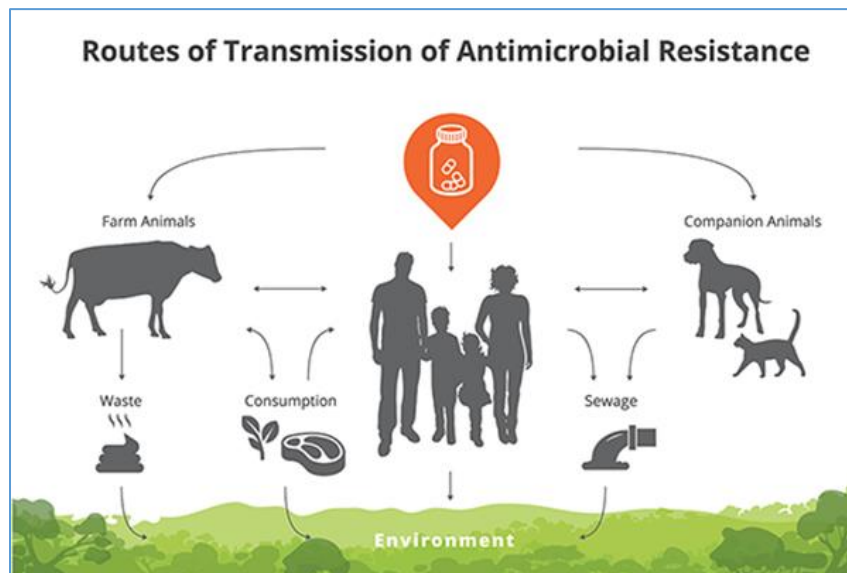 Routes of Transmission of Antimicrobial Resistance
Farm Animals
Companion Animals
Waste
Consumption
Sewage
Environment